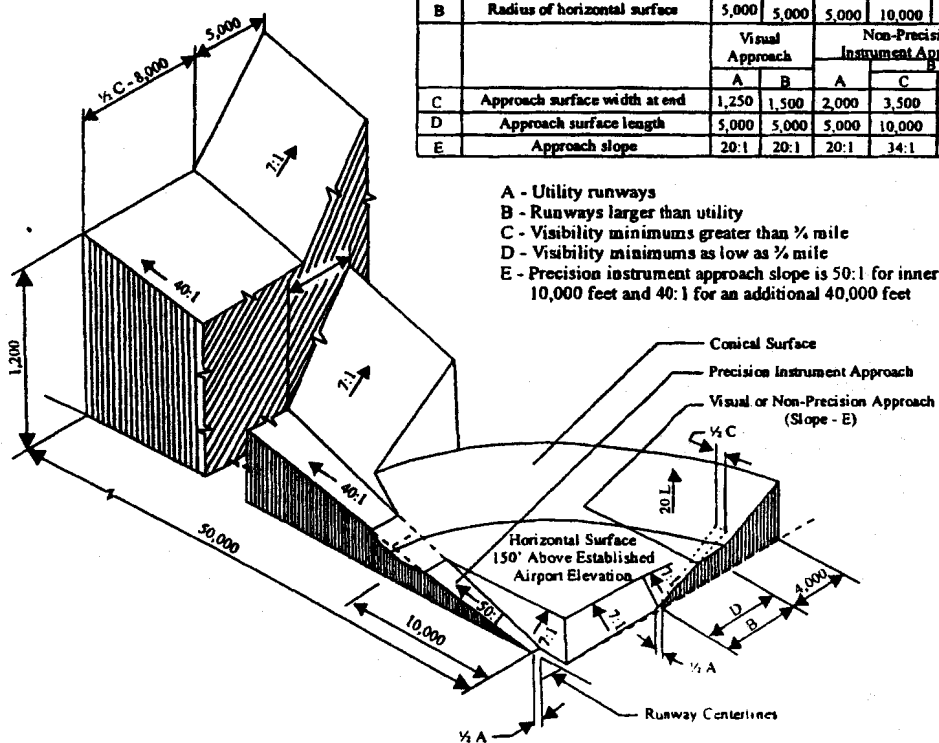 B Radius of horizontal surface 5,000 5,000 5,000 10,000
Visual Approach Non-Precisi
Instrument App
B
A B A C
C Approach surface width at end 1,250 1,500 2,000 3,500
D Approach surface length 5,000 5,000 5,000 10,000
E Approach slope 20:1 20:1 20:1 34:1
A - Utility runways
B - Runways larger than utility
C - Visibility minimums greater than ¾ mile
D - Visibility minimums as low as ¾ mile
E - Precision instrument approach slope is 50:1 for inner
10,000 feet and 40:1 for an additional 40,000 feet
5,000
½ C - 8,000
7:1
40:1
1,200
7:1
Conical Surface
Precision Instrument Approach
Visual or Non-Precision Approach
(Slope - E)
½ C
40:1
20 L
50,000
Horizontal Surface
150' Above Established
Airport Elevation
7:1
50:1
7:1
7:1
4,000
D
B
10,000
½ A
Runway Centerlines
½ A